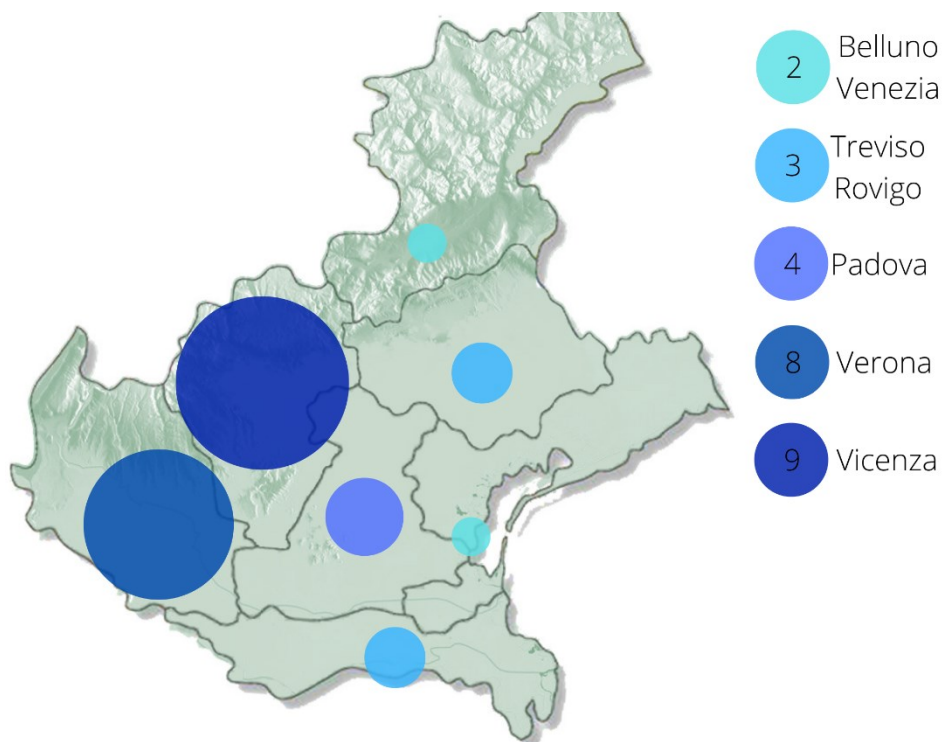 2
Belluno
Venezia
3
Treviso
Rovigo
4 Padova
8 Verona
9 Vicenza